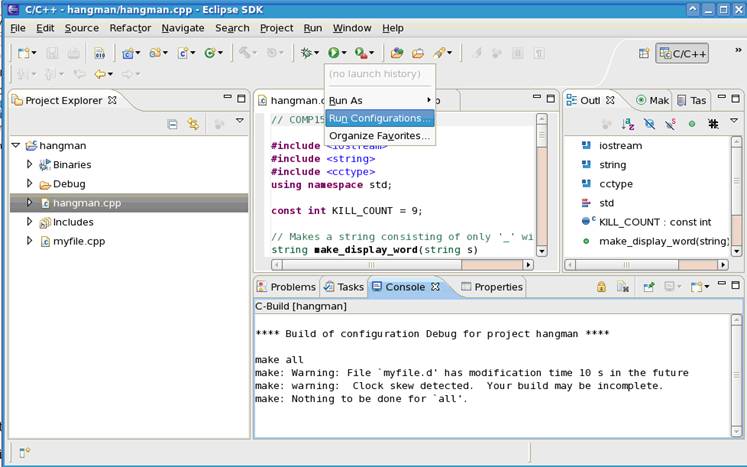 C/C++ - hangman/hangman.cpp - Eclipse SDK
File Edit Source Refactor Navigate Search Project Run Window Help
C/C++
(no launch history)
Run As
Run Configurations...
Organize Favorites...
Project Explorer
hangman
Binaries
Debug
hangman.cpp
Includes
myfile.cpp
hangman.c
// COMP15
#include <iostream>
#include <string>
#include <cctype>
using namespace std;
const int KILL_COUNT = 9;
// Makes a string consisting of only '_' wi
string make_display_word(string s)
Outl Mak Tas
iostream
string
cctype
std
KILL_COUNT : const int
make_display_word(string)
Problems Tasks Console Properties
C-Build [hangman]
**** Build of configuration Debug for project hangman ****
make all
make: Warning: File `myfile.d' has modification time 10 s in the future
make: warning:  Clock skew detected.  Your build may be incomplete.
make: Nothing to be done for `all'.